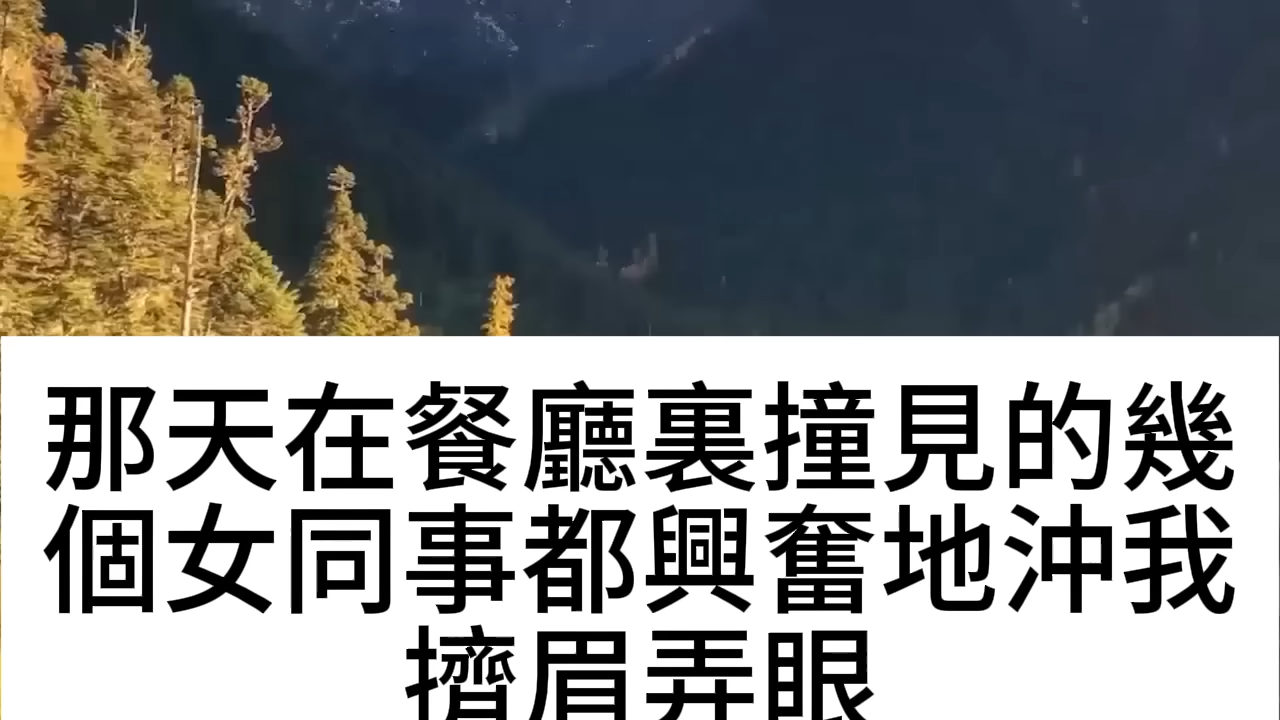 那天在餐廳裏撞見的幾
個女同事都興奮地沖我
擠眉弄眼